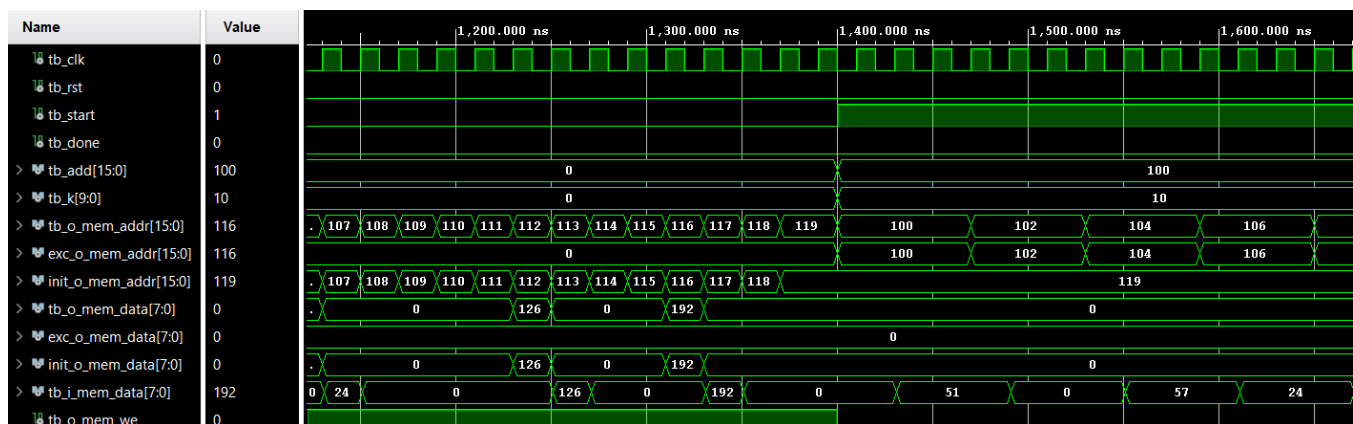 Name Value 1,200.000 ns 1,300.000 ns 1,400.000 ns 1,500.000 ns 1,600.000 ns
tb_clk 0
tb_rst 0
tb_start 1
tb_done 0
tb_add[15:0] 100 0 100
tb_k[9:0] 10 0 10
tb_o_mem_addr[15:0] 116 . 107 108 109 110 111 112 113 114 115 116 117 118 119 100 102 104 106
exc_o_mem_addr[15:0] 116 0 100 102 104 106
init_o_mem_addr[15:0] 119 . 107 108 109 110 111 112 113 114 115 116 117 118 119
tb_o_mem_data[7:0] 0 . 0 126 0 192 0
exc_o_mem_data[7:0] 0 0
init_o_mem_data[7:0] 0 . 0 126 0 192 0
tb_i_mem_data[7:0] 192 0 24 0 126 0 192 0 51 0 57 24
tb_o_mem_we 0